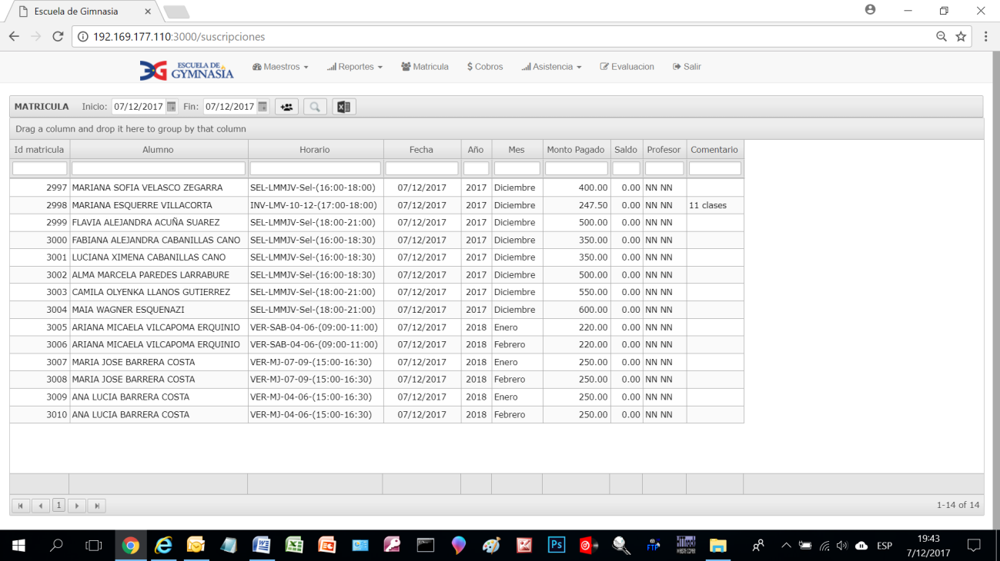 Escuela de Gimnasia
192.169.177.110:3000/suscripciones
ESCUELA DE GYMNASIA Maestros Reportes Matricula $ Cobros Asistencia Evaluacion Salir
MATRICULA Inicio: 07/12/2017 Fin: 07/12/2017
Drag a column and drop it here to group by that column
Id matricula Alumno Horario Fecha Año Mes Monto Pagado Saldo Profesor Comentario
2997 MARIANA SOFIA VELASCO ZEGARRA SEL-LMMJV-Sel-(16:00-18:00) 07/12/2017 2017 Diciembre 400.00 0.00 NN NN
2998 MARIANA ESQUERRE VILLACORTA INV-LMV-10-12-(17:00-18:00) 07/12/2017 2017 Diciembre 247.50 0.00 NN NN 11 clases
2999 FLAVIA ALEJANDRA ACUÑA SUAREZ SEL-LMMJV-Sel-(18:00-21:00) 07/12/2017 2017 Diciembre 500.00 0.00 NN NN
3000 FABIANA ALEJANDRA CABANILLAS CANO SEL-LMMJV-Sel-(16:00-18:30) 07/12/2017 2017 Diciembre 350.00 0.00 NN NN
3001 LUCIANA XIMENA CABANILLAS CANO SEL-LMMJV-Sel-(16:00-18:30) 07/12/2017 2017 Diciembre 350.00 0.00 NN NN
3002 ALMA MARCELA PAREDES LARRABURE SEL-LMMJV-Sel-(16:00-18:30) 07/12/2017 2017 Diciembre 500.00 0.00 NN NN
3003 CAMILA OLYENKA LLANOS GUTIERREZ SEL-LMMJV-Sel-(18:00-21:00) 07/12/2017 2017 Diciembre 550.00 0.00 NN NN
3004 MAIA WAGNER ESQUENAZI SEL-LMMJV-Sel-(18:00-21:00) 07/12/2017 2017 Diciembre 600.00 0.00 NN NN
3005 ARIANA MICAELA VILCAPOMA ERQUINIO VER-SAB-04-06-(09:00-11:00) 07/12/2017 2018 Enero 220.00 0.00 NN NN
3006 ARIANA MICAELA VILCAPOMA ERQUINIO VER-SAB-04-06-(09:00-11:00) 07/12/2017 2018 Febrero 220.00 0.00 NN NN
3007 MARIA JOSE BARRERA COSTA VER-MJ-07-09-(15:00-16:30) 07/12/2017 2018 Enero 250.00 0.00 NN NN
3008 MARIA JOSE BARRERA COSTA VER-MJ-07-09-(15:00-16:30) 07/12/2017 2018 Febrero 250.00 0.00 NN NN
3009 ANA LUCIA BARRERA COSTA VER-MJ-04-06-(15:00-16:30) 07/12/2017 2018 Enero 250.00 0.00 NN NN
3010 ANA LUCIA BARRERA COSTA VER-MJ-04-06-(15:00-16:30) 07/12/2017 2018 Febrero 250.00 0.00 NN NN
1 1-14 of 14
Ps FTP ESP 19:43
7/12/2017